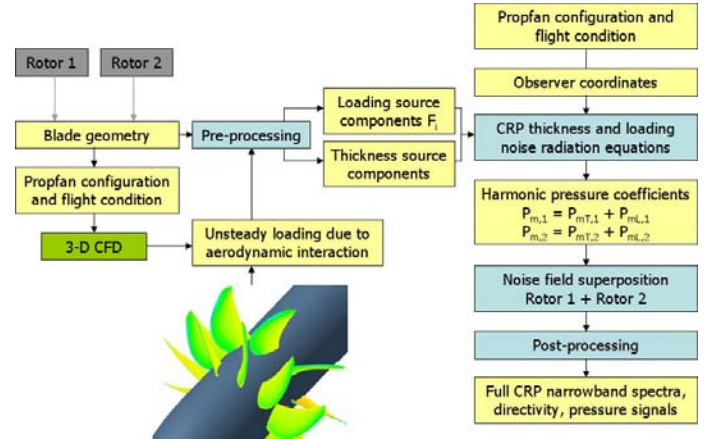 Rotor 1
Rotor 2
Blade geometry
Propfan configuration
and flight condition
3-D CFD
Pre-processing
Unsteady loading due to
aerodynamic interaction
Loading source
components Fi
Thickness source
components
Propfan configuration and
flight condition
Observer coordinates
CRP thickness and loading
noise radiation equations
Harmonic pressure coefficients
Pm,1 = PmT,1 + PmL,1
Pm,2 = PmT,2 + PmL,2
Noise field superposition
Rotor 1 + Rotor 2
Post-processing
Full CRP narrowband spectra,
directivity, pressure signals